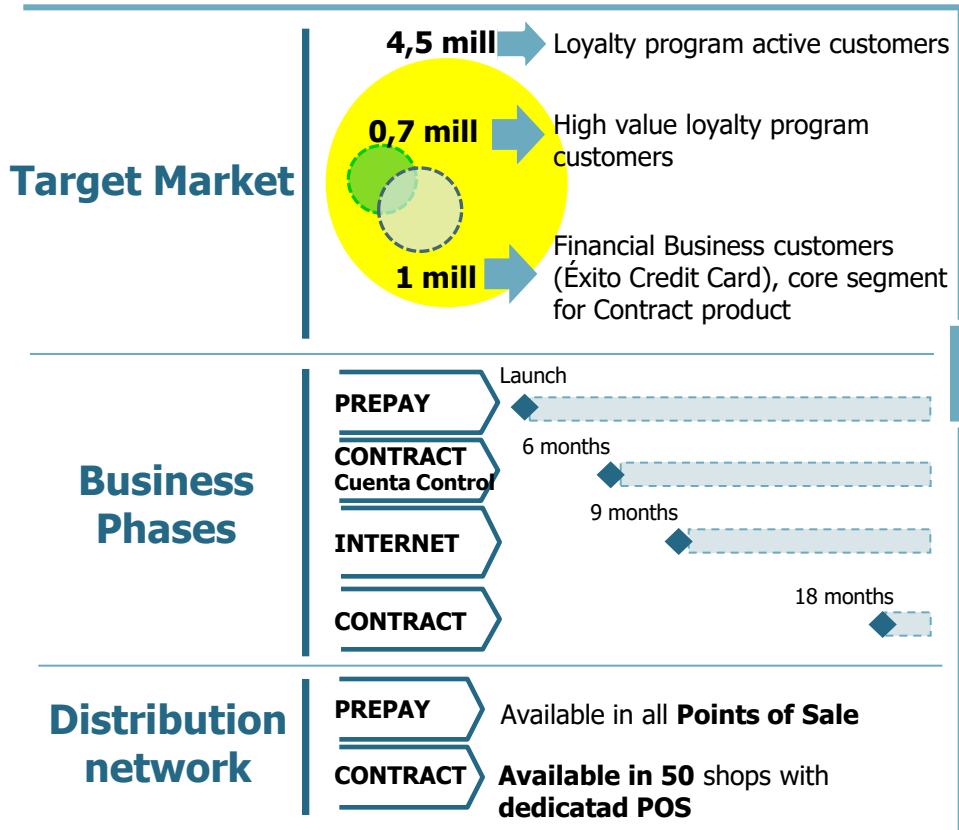 4,5 mill
Loyalty program active customers
0,7 mill
High value loyalty program
customers
Target Market
1 mill
Financial Business customers
(Éxito Credit Card), core segment
for Contract product
Business
Phases
PREPAY
Launch
CONTRACT
Cuenta Control
6 months
INTERNET
9 months
CONTRACT
18 months
Distribution
network
PREPAY
Available in all Points of Sale
CONTRACT
Available in 50 shops with
dedicatad POS